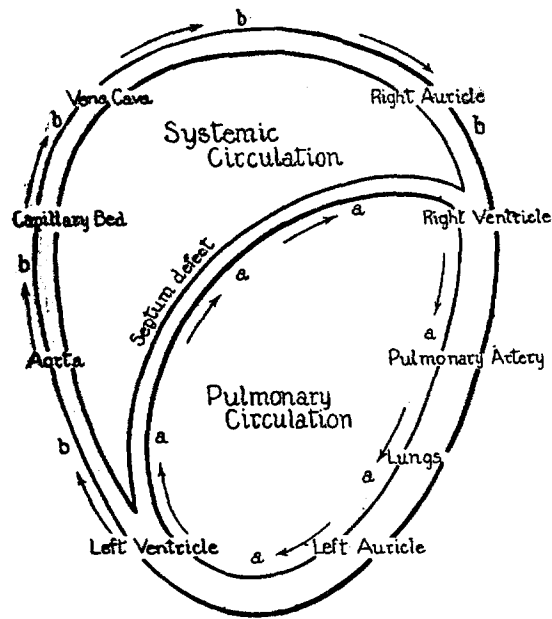 b
Vena Cava
Right Auricle
b
b
Systemic
Circulation
Capillary Bed
a
Right Ventricle
b
Septum defect
a
a
Aorta
Pulmonary Artery
Pulmonary
Circulation
b
a
Lungs
a
Left Ventricle
a
Left Auricle